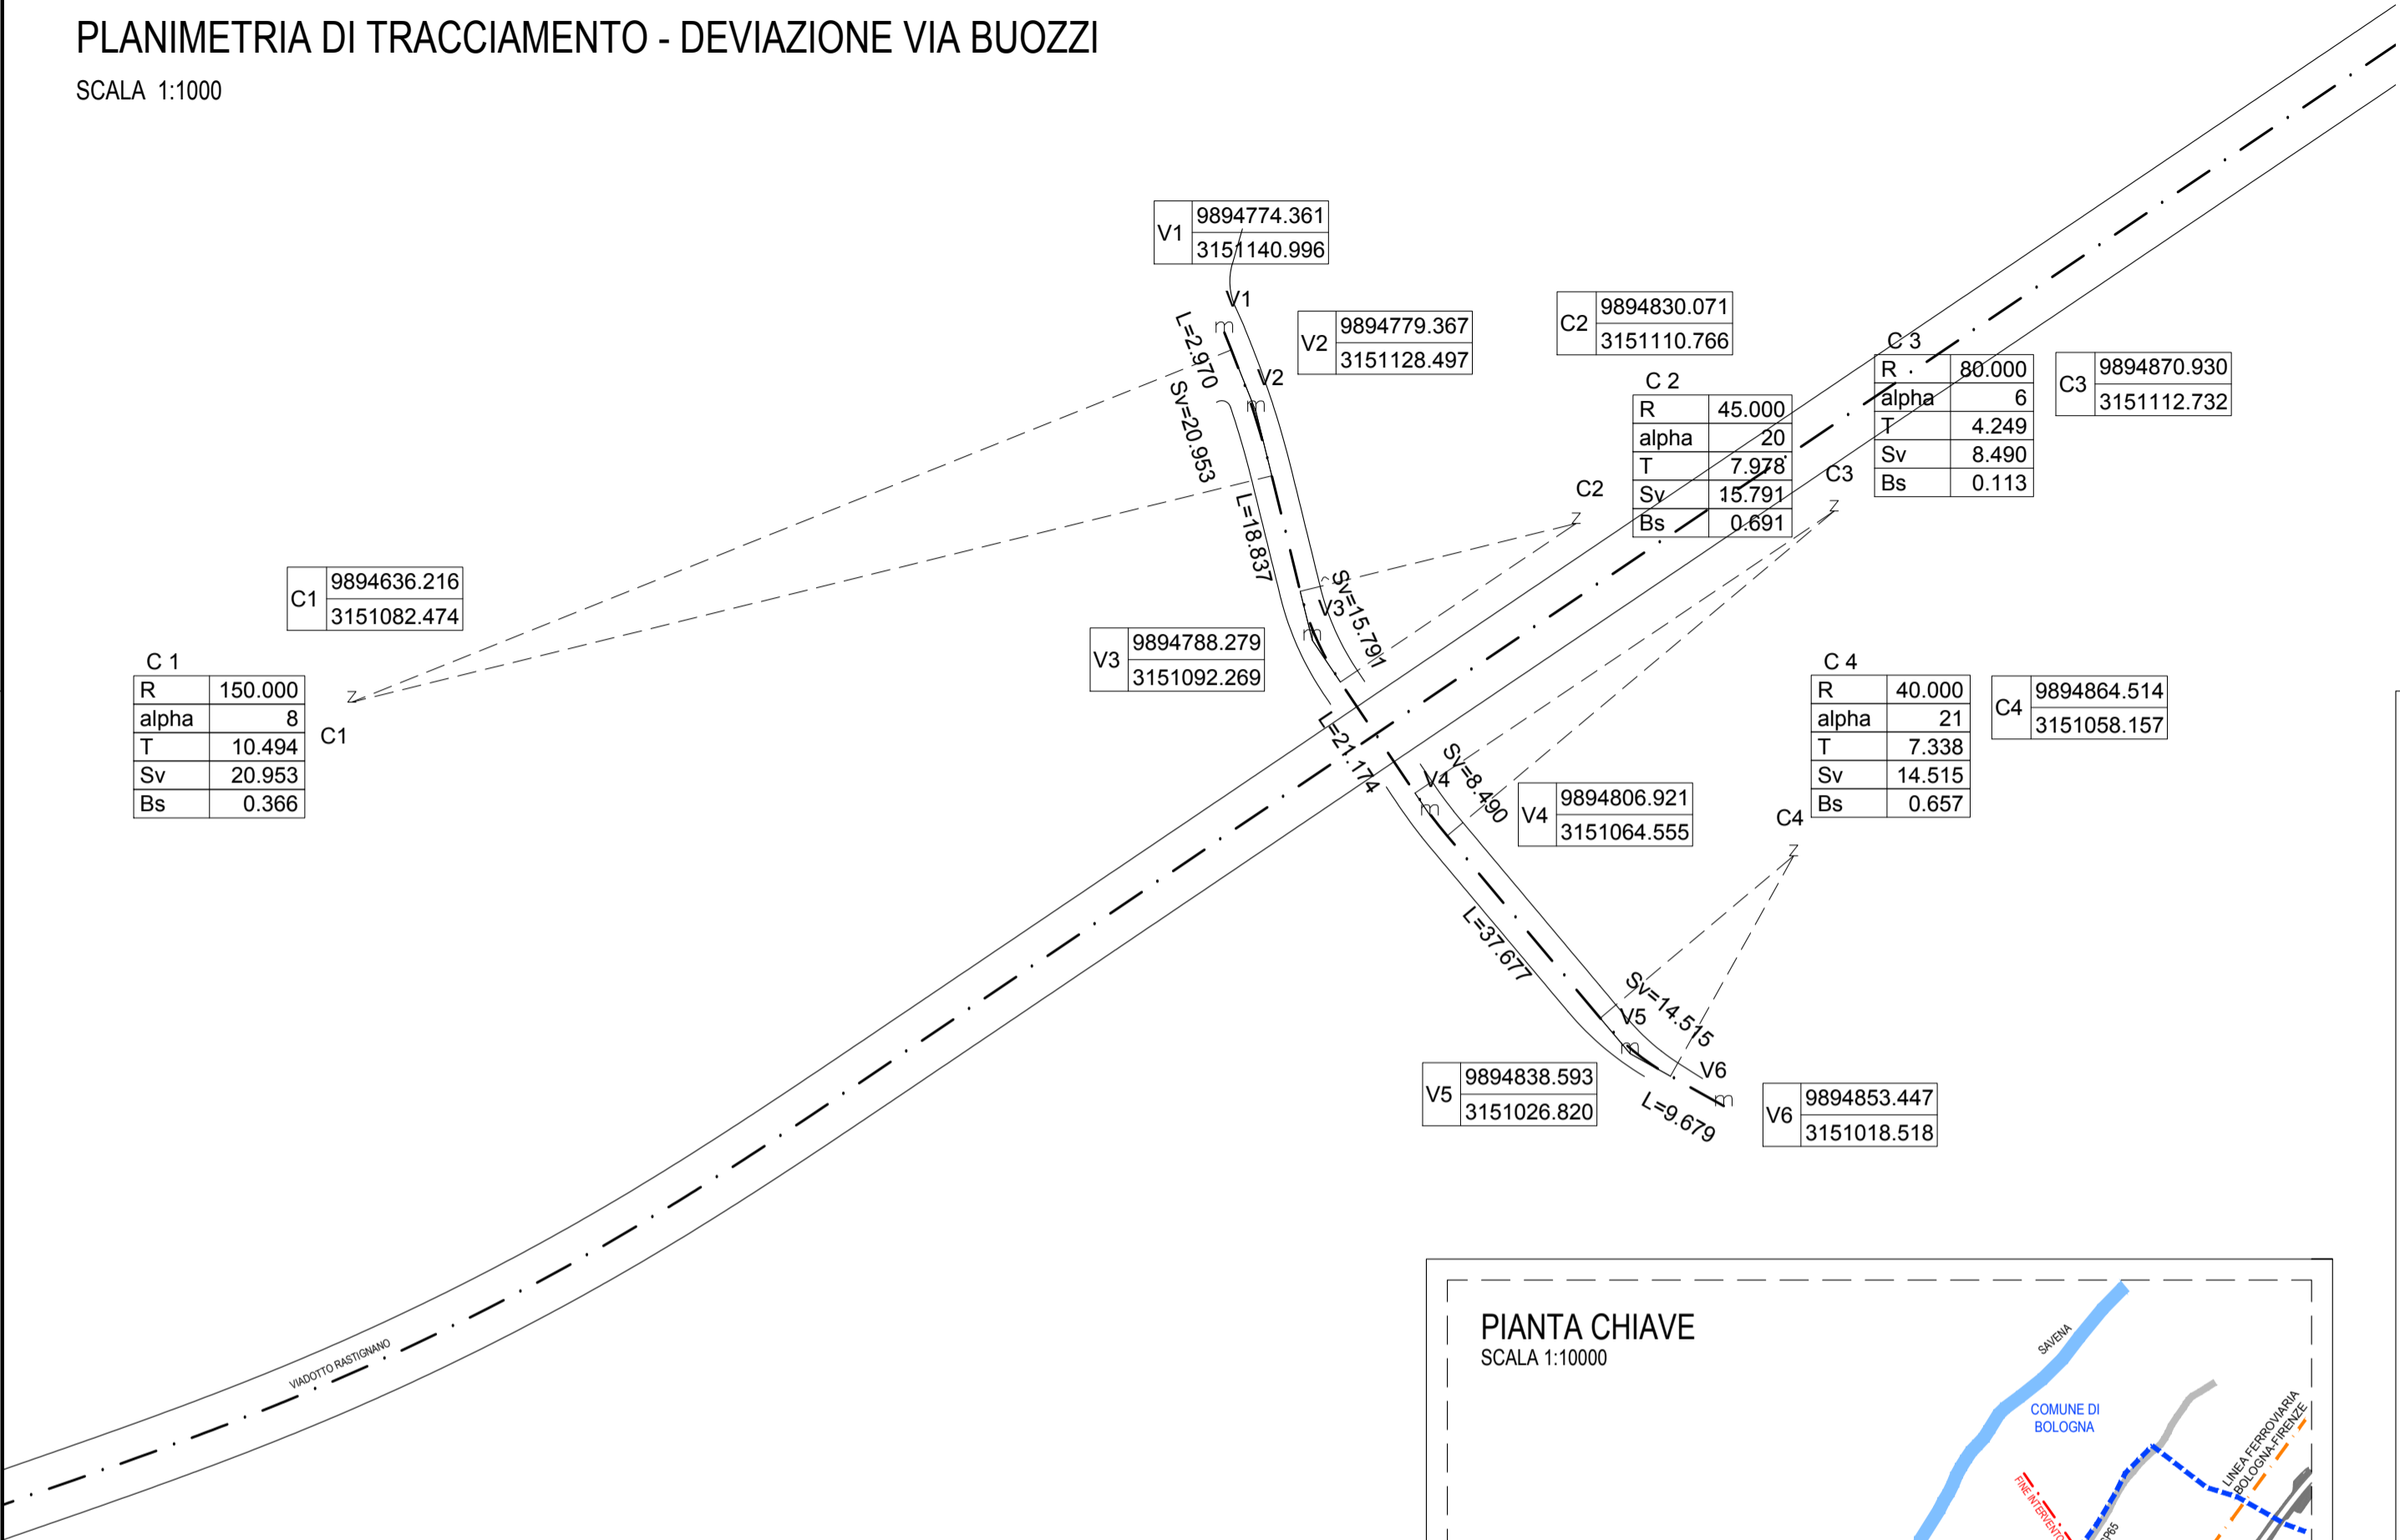 PLANIMETRIA DI TRACCIAMENTO - DEVIAZIONE VIA BUOZZI
SCALA 1:1000
V1
9894774.361
3151140.996
V1
m
L=2.970
V2
9894779.367
3151128.497
V2
m
Sv=20.953
L=18.837
C2
9894830.071
3151110.766
C 2
R 45.000
alpha 20
T 7.978
Sv 15.791
Bs 0.691
C2
Z
C 3
R 80.000
alpha 6
T 4.249
Sv 8.490
Bs 0.113
C3
9894870.930
3151112.732
C3
Z
C1
9894636.216
3151082.474
C 1
R 150.000
alpha 8
T 10.494
Sv 20.953
Bs 0.366
Z
C1
V3
9894788.279
3151092.269
V3
m
Sv=15.791
L=21.174
V4
m
Sv=8.490
V4
9894806.921
3151064.555
C 4
R 40.000
alpha 21
T 7.338
Sv 14.515
Bs 0.657
C4
9894864.514
3151058.157
C4
Z
L=37.677
Sv=14.515
V5
m
V5
9894838.593
3151026.820
V6
m
L=9.679
V6
9894853.447
3151018.518
VIADOTTO RASTIGNANO
PIANTA CHIAVE
SCALA 1:10000
SAVENA
COMUNE DI
BOLOGNA
LINEA FERROVIARIA
BOLOGNA-FIRENZE
FINE INTERVENTO
SP65